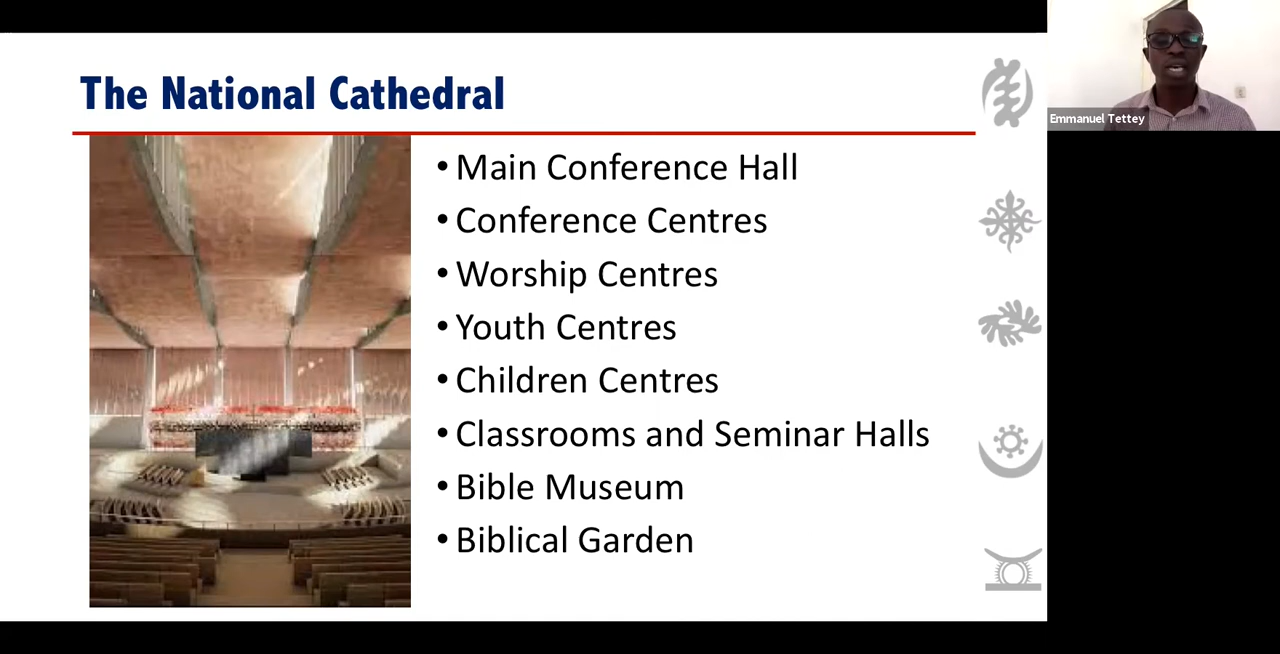 The National Cathedral
• Main Conference Hall
• Conference Centres
• Worship Centres
• Youth Centres
• Children Centres
• Classrooms and Seminar Halls
• Bible Museum
• Biblical Garden
Emmanuel Tettey